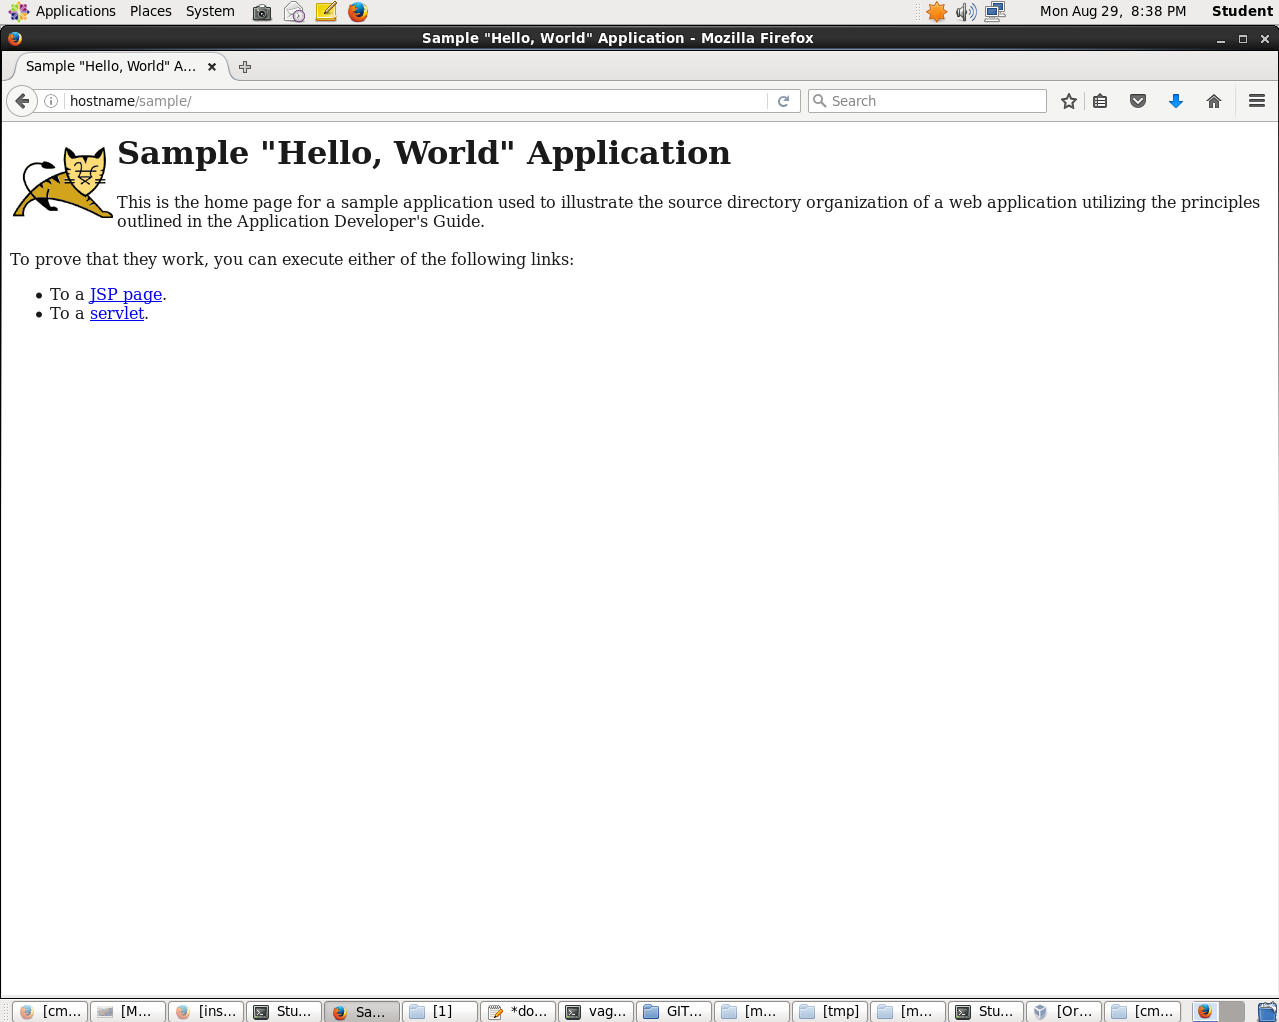 Applications Places System Mon Aug 29, 8:38 PM Student
Sample "Hello, World" Application - Mozilla Firefox
Sample "Hello, World" A...
hostname/sample/ Search
Sample "Hello, World" Application
This is the home page for a sample application used to illustrate the source directory organization of a web application utilizing the principles
outlined in the Application Developer's Guide.
To prove that they work, you can execute either of the following links:
• To a JSP page.
• To a servlet.
[cm... [M... [ins... Stu... Sa... [1] *do... vag... GIT... [m... [tmp] [m... Stu... [Or... [cm...